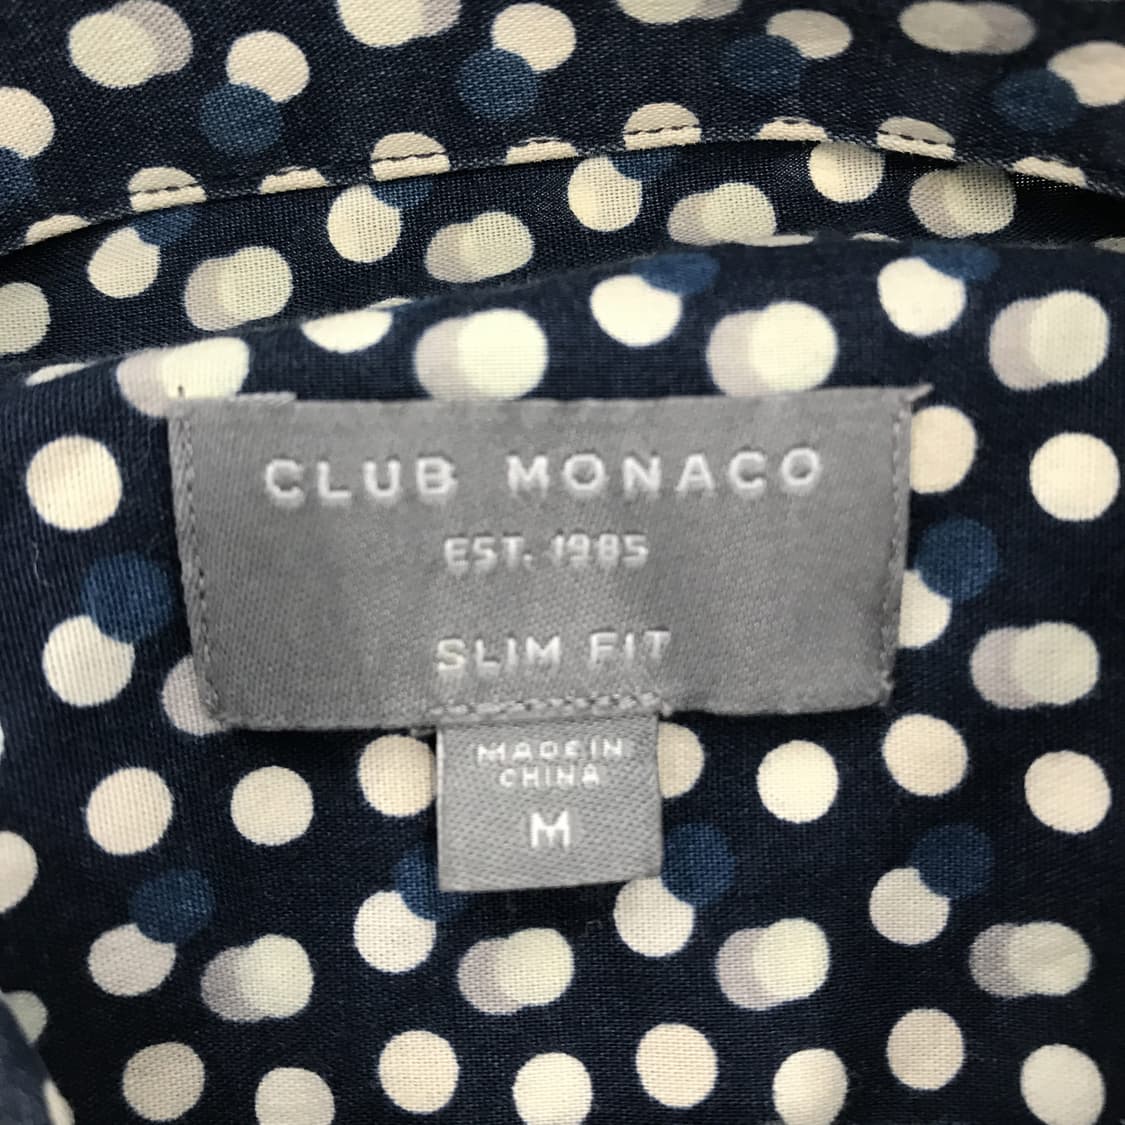 CLUB MONACO
EST. 1985
SLIM FIT
MADE IN
CHINA
M